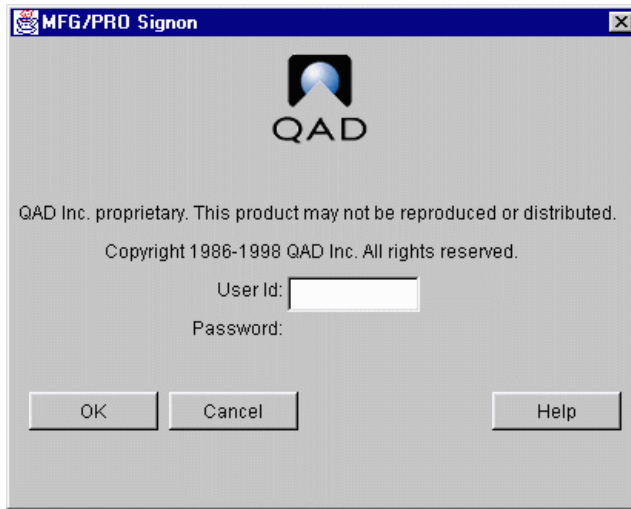 MFG/PRO Signon
QAD
QAD Inc. proprietary. This product may not be reproduced or distributed.
Copyright 1986-1998 QAD Inc. All rights reserved.
User Id:
Password:
OK Cancel Help